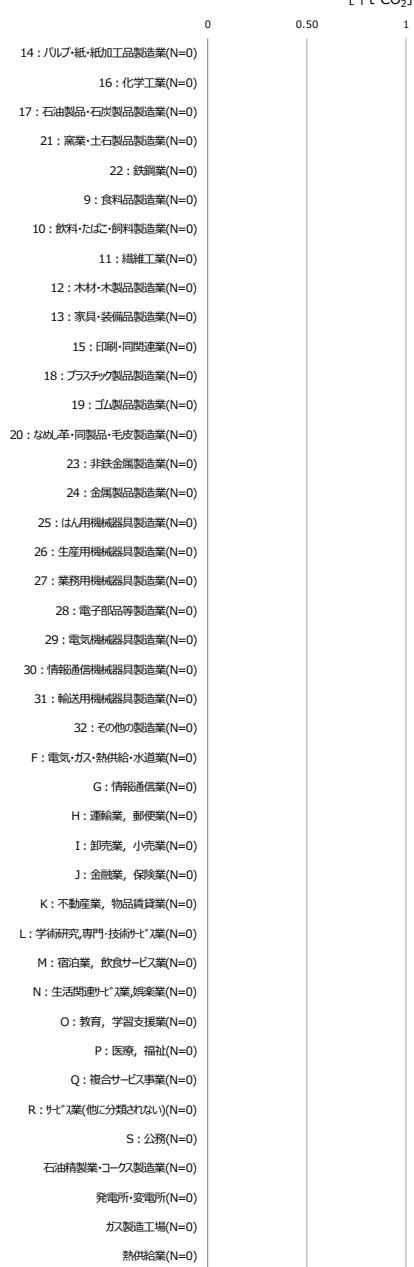 0 0.50 1
14：パルプ・紙・紙加工品製造業(N=0)
16：化学工業(N=0)
17：石油製品・石炭製品製造業(N=0)
21：窯業・土石製品製造業(N=0)
22：鉄鋼業(N=0)
9：食料品製造業(N=0)
10：飲料・たばこ・飼料製造業(N=0)
11：繊維工業(N=0)
12：木材・木製品製造業(N=0)
13：家具・装備品製造業(N=0)
15：印刷・同関連業(N=0)
18：プラスチック製品製造業(N=0)
19：ゴム製品製造業(N=0)
20：なめし革・同製品・毛皮製造業(N=0)
23：非鉄金属製造業(N=0)
24：金属製品製造業(N=0)
25：はん用機械器具製造業(N=0)
26：生産用機械器具製造業(N=0)
27：業務用機械器具製造業(N=0)
28：電子部品等製造業(N=0)
29：電気機械器具製造業(N=0)
30：情報通信機械器具製造業(N=0)
31：輸送用機械器具製造業(N=0)
32：その他の製造業(N=0)
F：電気・ガス・熱供給・水道業(N=0)
G：情報通信業(N=0)
H：運輸業，郵便業(N=0)
I：卸売業，小売業(N=0)
J：金融業，保険業(N=0)
K：不動産業，物品賃貸業(N=0)
L：学術研究,専門・技術ｻｰﾋﾞｽ業(N=0)
M：宿泊業，飲食サービス業(N=0)
N：生活関連ｻｰﾋﾞｽ業,娯楽業(N=0)
O：教育，学習支援業(N=0)
P：医療，福祉(N=0)
Q：複合サービス事業(N=0)
R：ｻｰﾋﾞｽ業(他に分類されない)(N=0)
S：公務(N=0)
石油精製業・コークス製造業(N=0)
発電所・変電所(N=0)
ガス製造工場(N=0)
熱供給業(N=0)